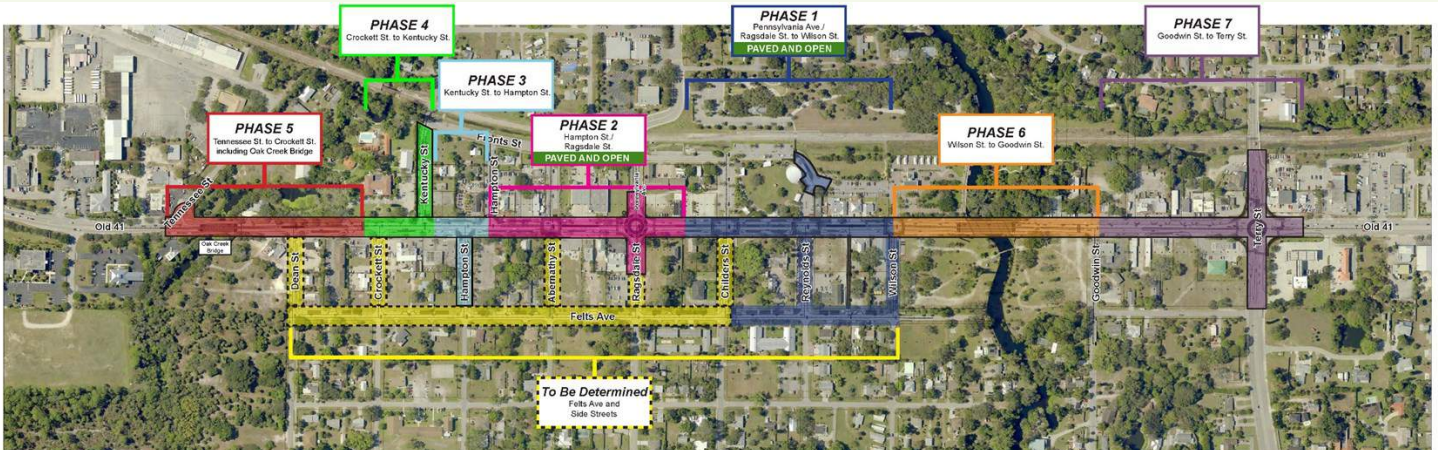 PHASE 4
Crockett St. to Kentucky St.
PHASE 1
Pennsylvania Ave./
Ragsdale St. to Wilson St.
PAVED AND OPEN
PHASE 7
Goodwin St. to Terry St.
PHASE 3
Kentucky St. to Hampton St.
PHASE 5
Tennessee St. to Crockett St.
including Oak Creek Bridge
PHASE 2
Hampton St./
Ragsdale St.
PAVED AND OPEN
PHASE 6
Wilson St. to Goodwin St.
Fronts St
Kentucky St
Hampton St
Tennessee St
Old 41
Old 41
Terry St
Oak Creek
Bridge
Dean St
Crockett St
Hampton St
Abernathy St
Ragsdale St
Childers St
Reynolds St
Wilson St
Goodwin St
Felts Ave
To Be Determined
Felts Ave and
Side Streets